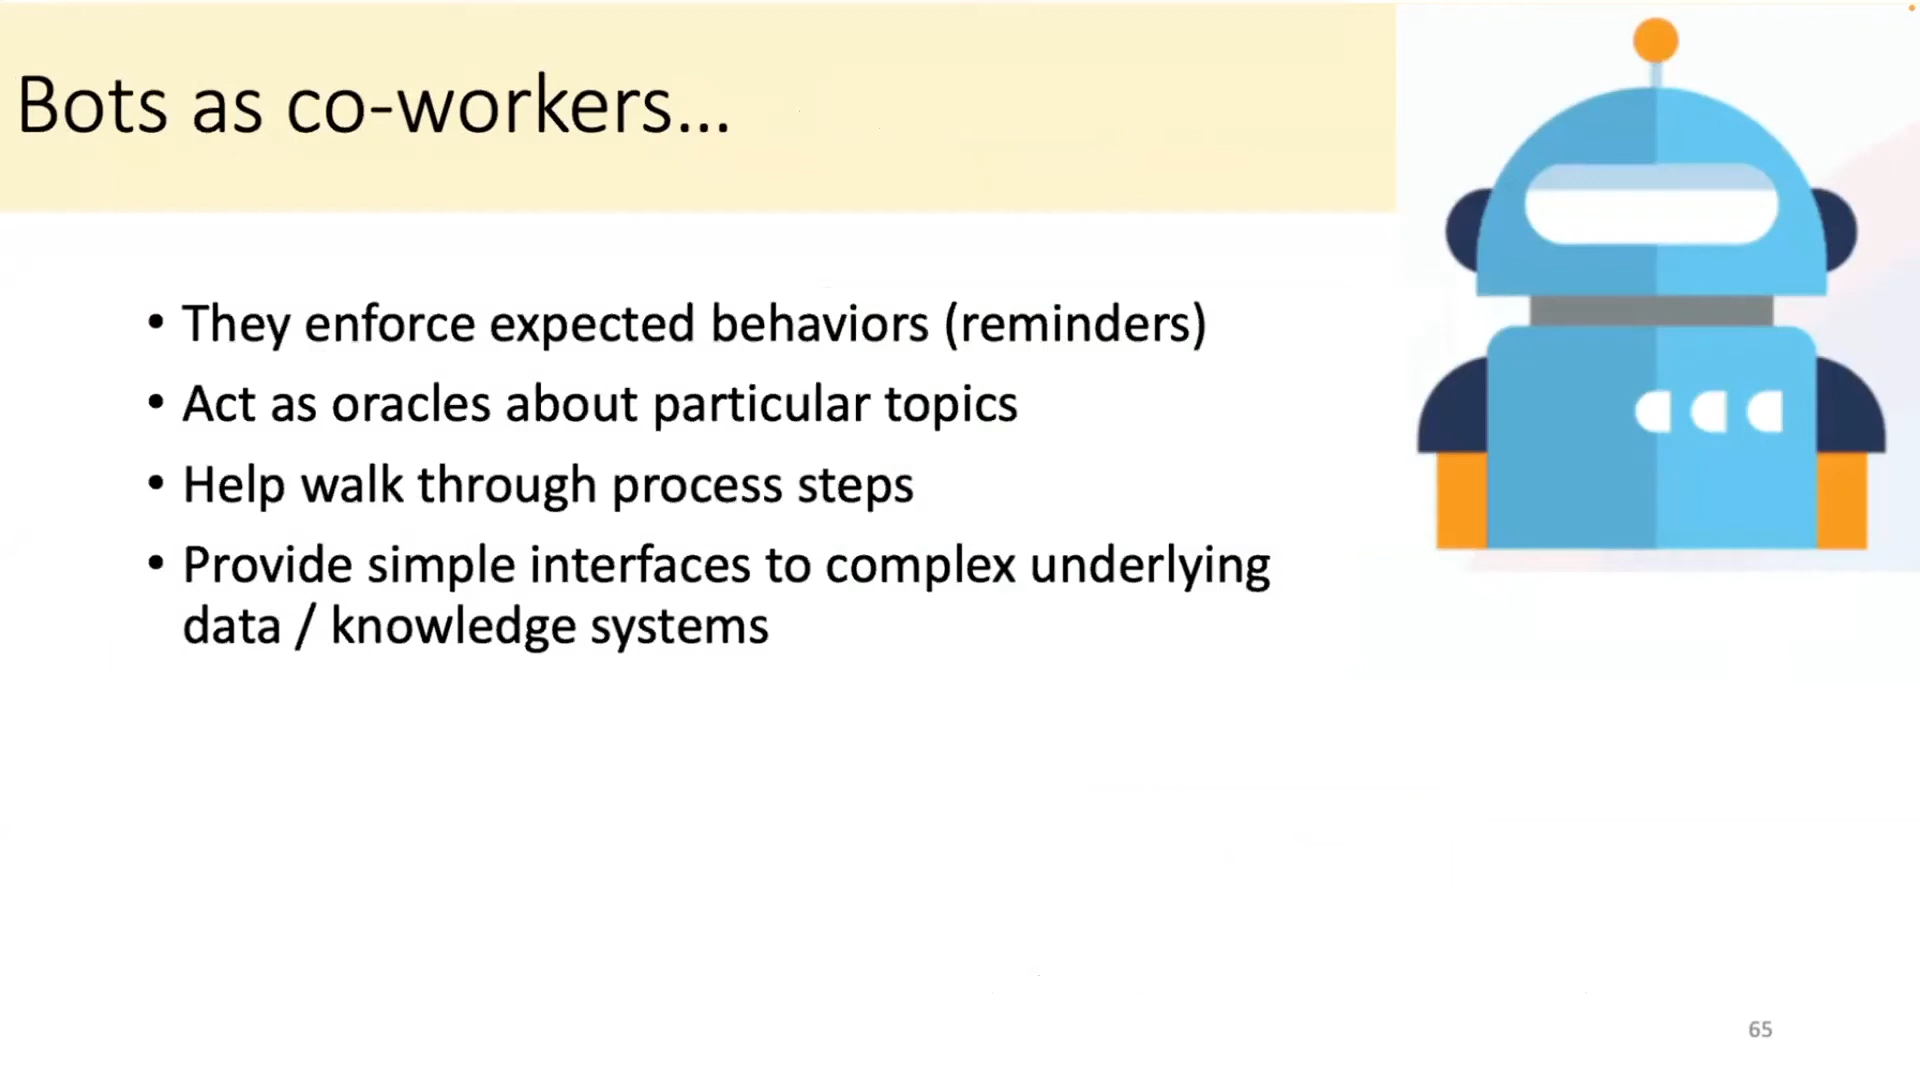 Bots as co-workers...
• They enforce expected behaviors (reminders)
• Act as oracles about particular topics
• Help walk through process steps
• Provide simple interfaces to complex underlying
data / knowledge systems
65